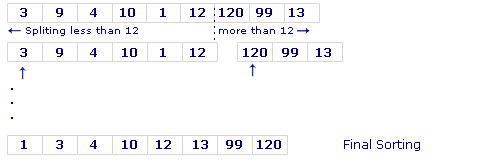 3 9 4 10 1 12 120 99 13
← Spliting less than 12 more than 12 →
3 9 4 10 1 12 120 99 13
1 3 4 10 12 13 99 120 Final Sorting